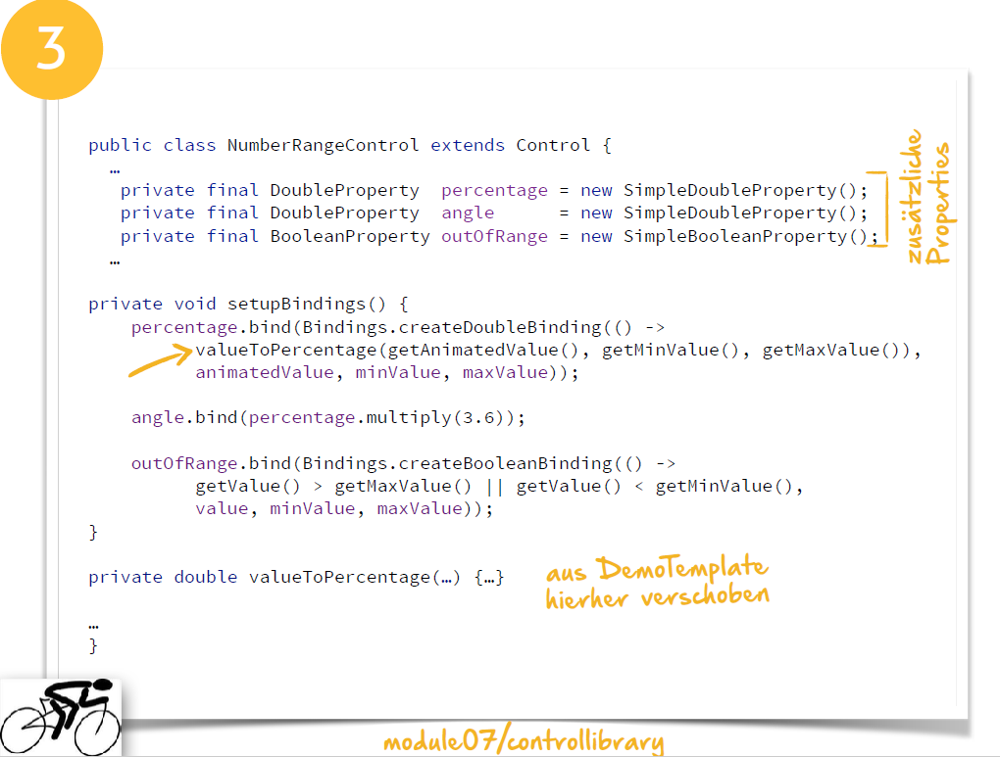 3
public class NumberRangeControl extends Control {
…
private final DoubleProperty  percentage = new SimpleDoubleProperty();
private final DoubleProperty  angle      = new SimpleDoubleProperty();
private final BooleanProperty outOfRange = new SimpleBooleanProperty();
…
zusätzliche
Properties
private void setupBindings() {
percentage.bind(Bindings.createDoubleBinding(() ->
valueToPercentage(getAnimatedValue(), getMinValue(), getMaxValue()),
animatedValue, minValue, maxValue));
angle.bind(percentage.multiply(3.6));
outOfRange.bind(Bindings.createBooleanBinding(() ->
getValue() > getMaxValue() || getValue() < getMinValue(),
value, minValue, maxValue));
}
private double valueToPercentage(…) {…}
aus DemoTemplate
hierher verschoben
…
}
module07/controllibrary